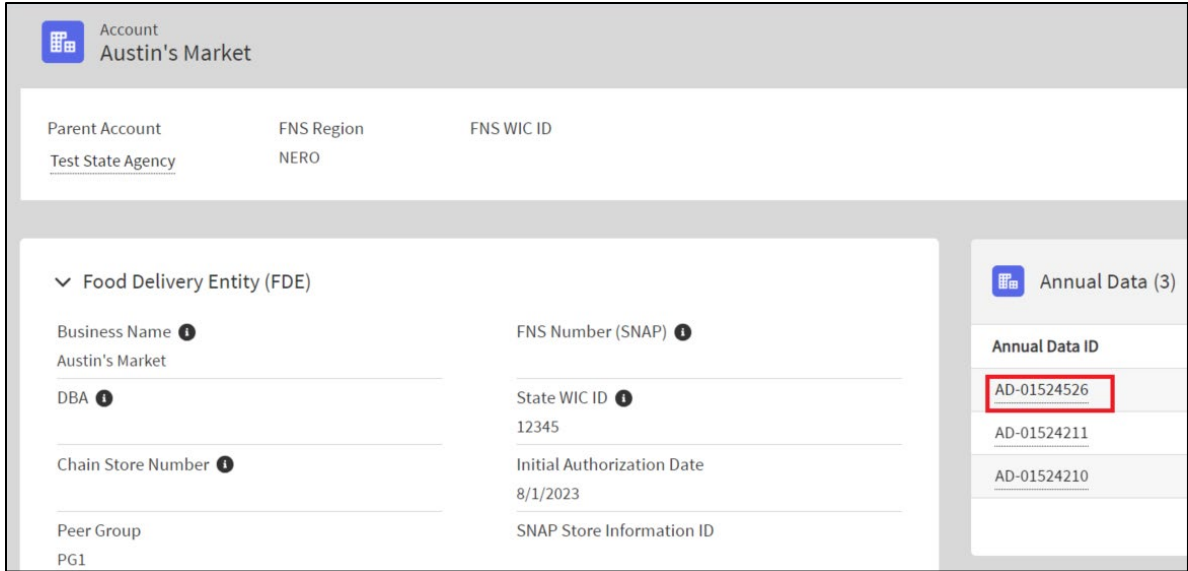 Account
Austin's Market
Parent Account FNS Region FNS WIC ID
Test State Agency NERO
Food Delivery Entity (FDE)
Business Name FNS Number (SNAP)
Austin's Market
DBA State WIC ID
12345
Chain Store Number Initial Authorization Date
8/1/2023
Peer Group SNAP Store Information ID
PG1
Annual Data (3)
Annual Data ID
AD-01524526
AD-01524211
AD-01524210